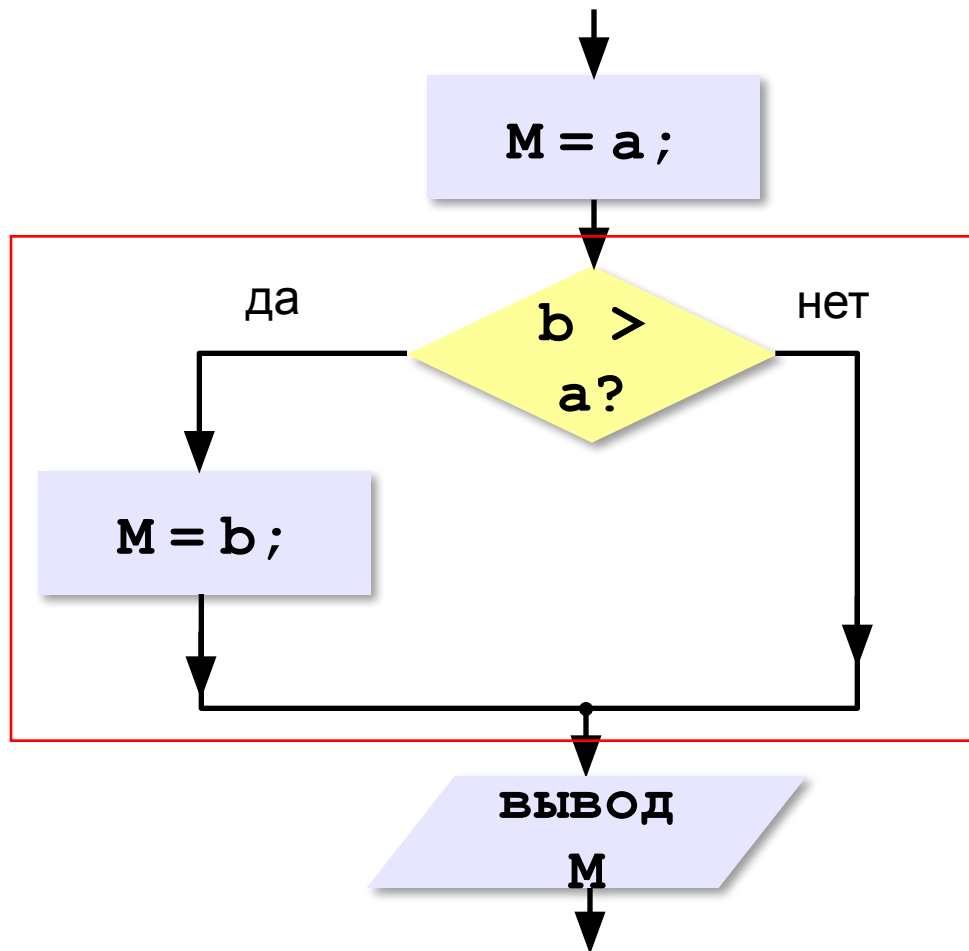 M = a;
да
нет
b >
a?
M = b;
вывод
M